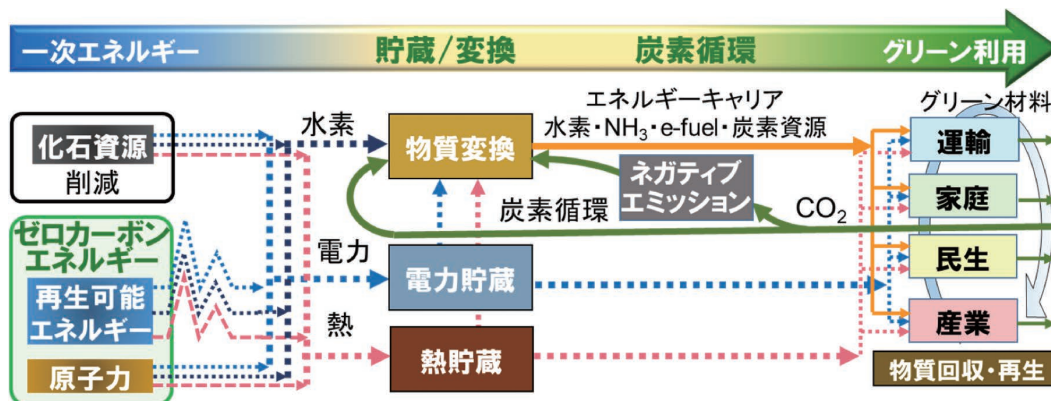 一次エネルギー
貯蔵/変換
炭素循環
グリーン利用
化石資源
削減
ゼロカーボン
エネルギー
再生可能
エネルギー
原子力
水素
電力
熱
物質変換
電力貯蔵
熱貯蔵
エネルギーキャリア
水素・NH₃・e-fuel・炭素資源
ネガティブ
エミッション
炭素循環
CO₂
グリーン材料
運輸
家庭
民生
産業
物質回収・再生